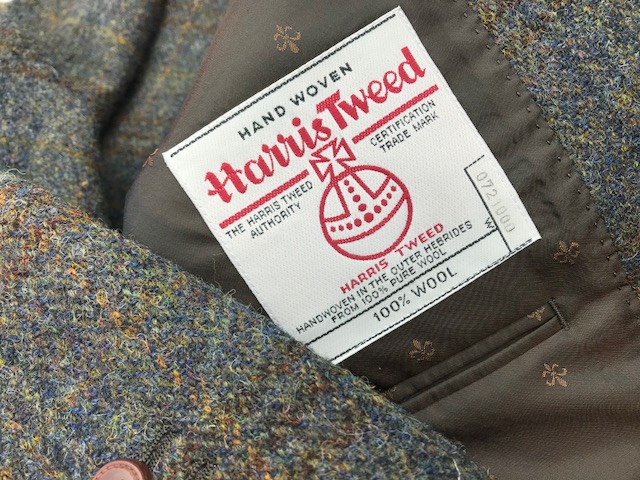 HAND WOVEN
Harris Tweed
THE HARRIS TWEED
AUTHORITY
CERTIFICATION
TRADE MARK
HARRIS TWEED
HANDWOVEN IN THE OUTER HEBRIDES
FROM 100% PURE WOOL
100% WOOL
0721000
W